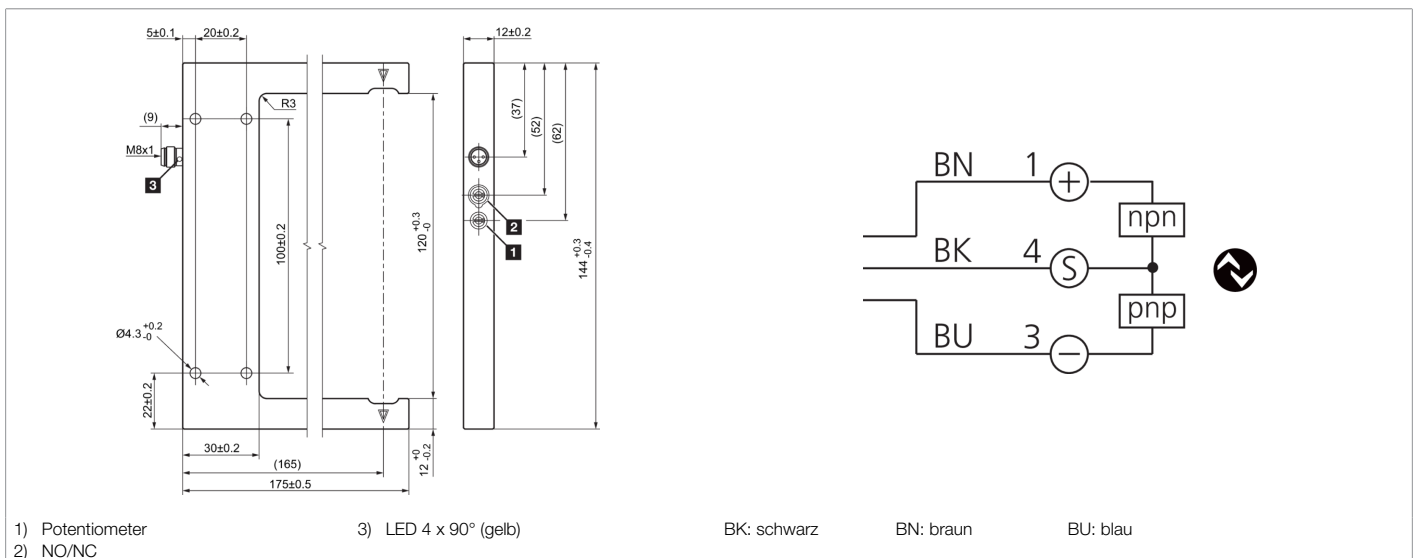 5±0.1
20±0.2
12±0.2
R3
(9)
M8x1
3
(37)
(52)
(62)
2
1
100±0.2
120 +0.3 -0
144 +0.3 -0.4
Ø4.3 +0.2 -0
22±0.2
30±0.2
(165)
175±0.5
12 +0 -0.2
BN 1 +
npn
BK 4 S
pnp
BU 3 −
1) Potentiometer
2) NO/NC
3) LED 4 x 90° (gelb)
BK: schwarz
BN: braun
BU: blau